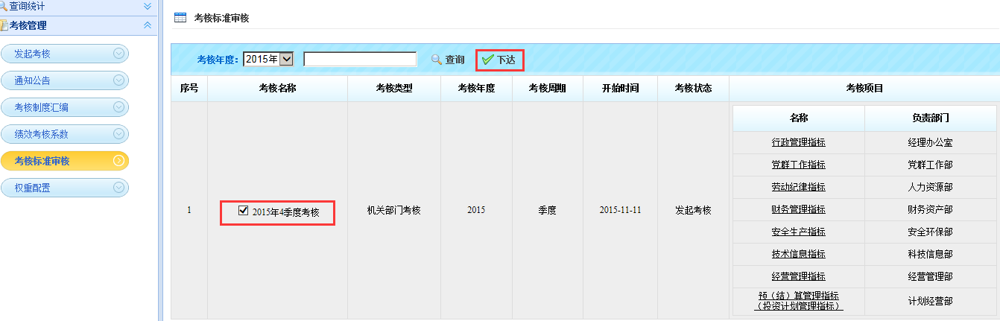 查询统计
考核管理
发起考核
通知公告
考核制度汇编
绩效考核系数
考核标准审核
权重配置
考核标准审核
考核年度： 2015年 查询 下达
序号 考核名称 考核类型 考核年度 考核周期 开始时间 考核状态 考核项目
1 2015年4季度考核 机关部门考核 2015 季度 2015-11-11 发起考核
名称 负责部门
行政管理指标 经理办公室
党群工作指标 党群工作部
劳动纪律指标 人力资源部
财务管理指标 财务资产部
安全生产指标 安全环保部
技术信息指标 科技信息部
经营管理指标 经营管理部
预（结）算管理指标
（投资计划管理指标） 计划经营部